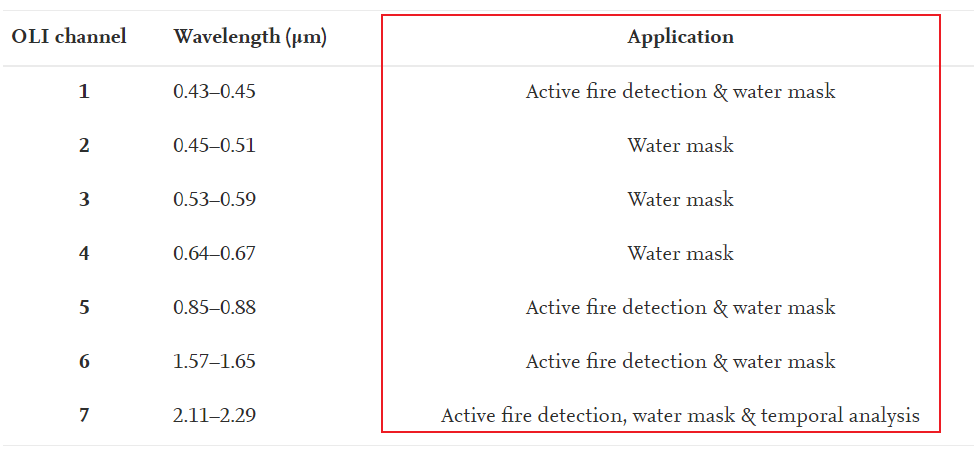 OLI channel Wavelength (μm) Application
1 0.43–0.45 Active fire detection & water mask
2 0.45–0.51 Water mask
3 0.53–0.59 Water mask
4 0.64–0.67 Water mask
5 0.85–0.88 Active fire detection & water mask
6 1.57–1.65 Active fire detection & water mask
7 2.11–2.29 Active fire detection, water mask & temporal analysis